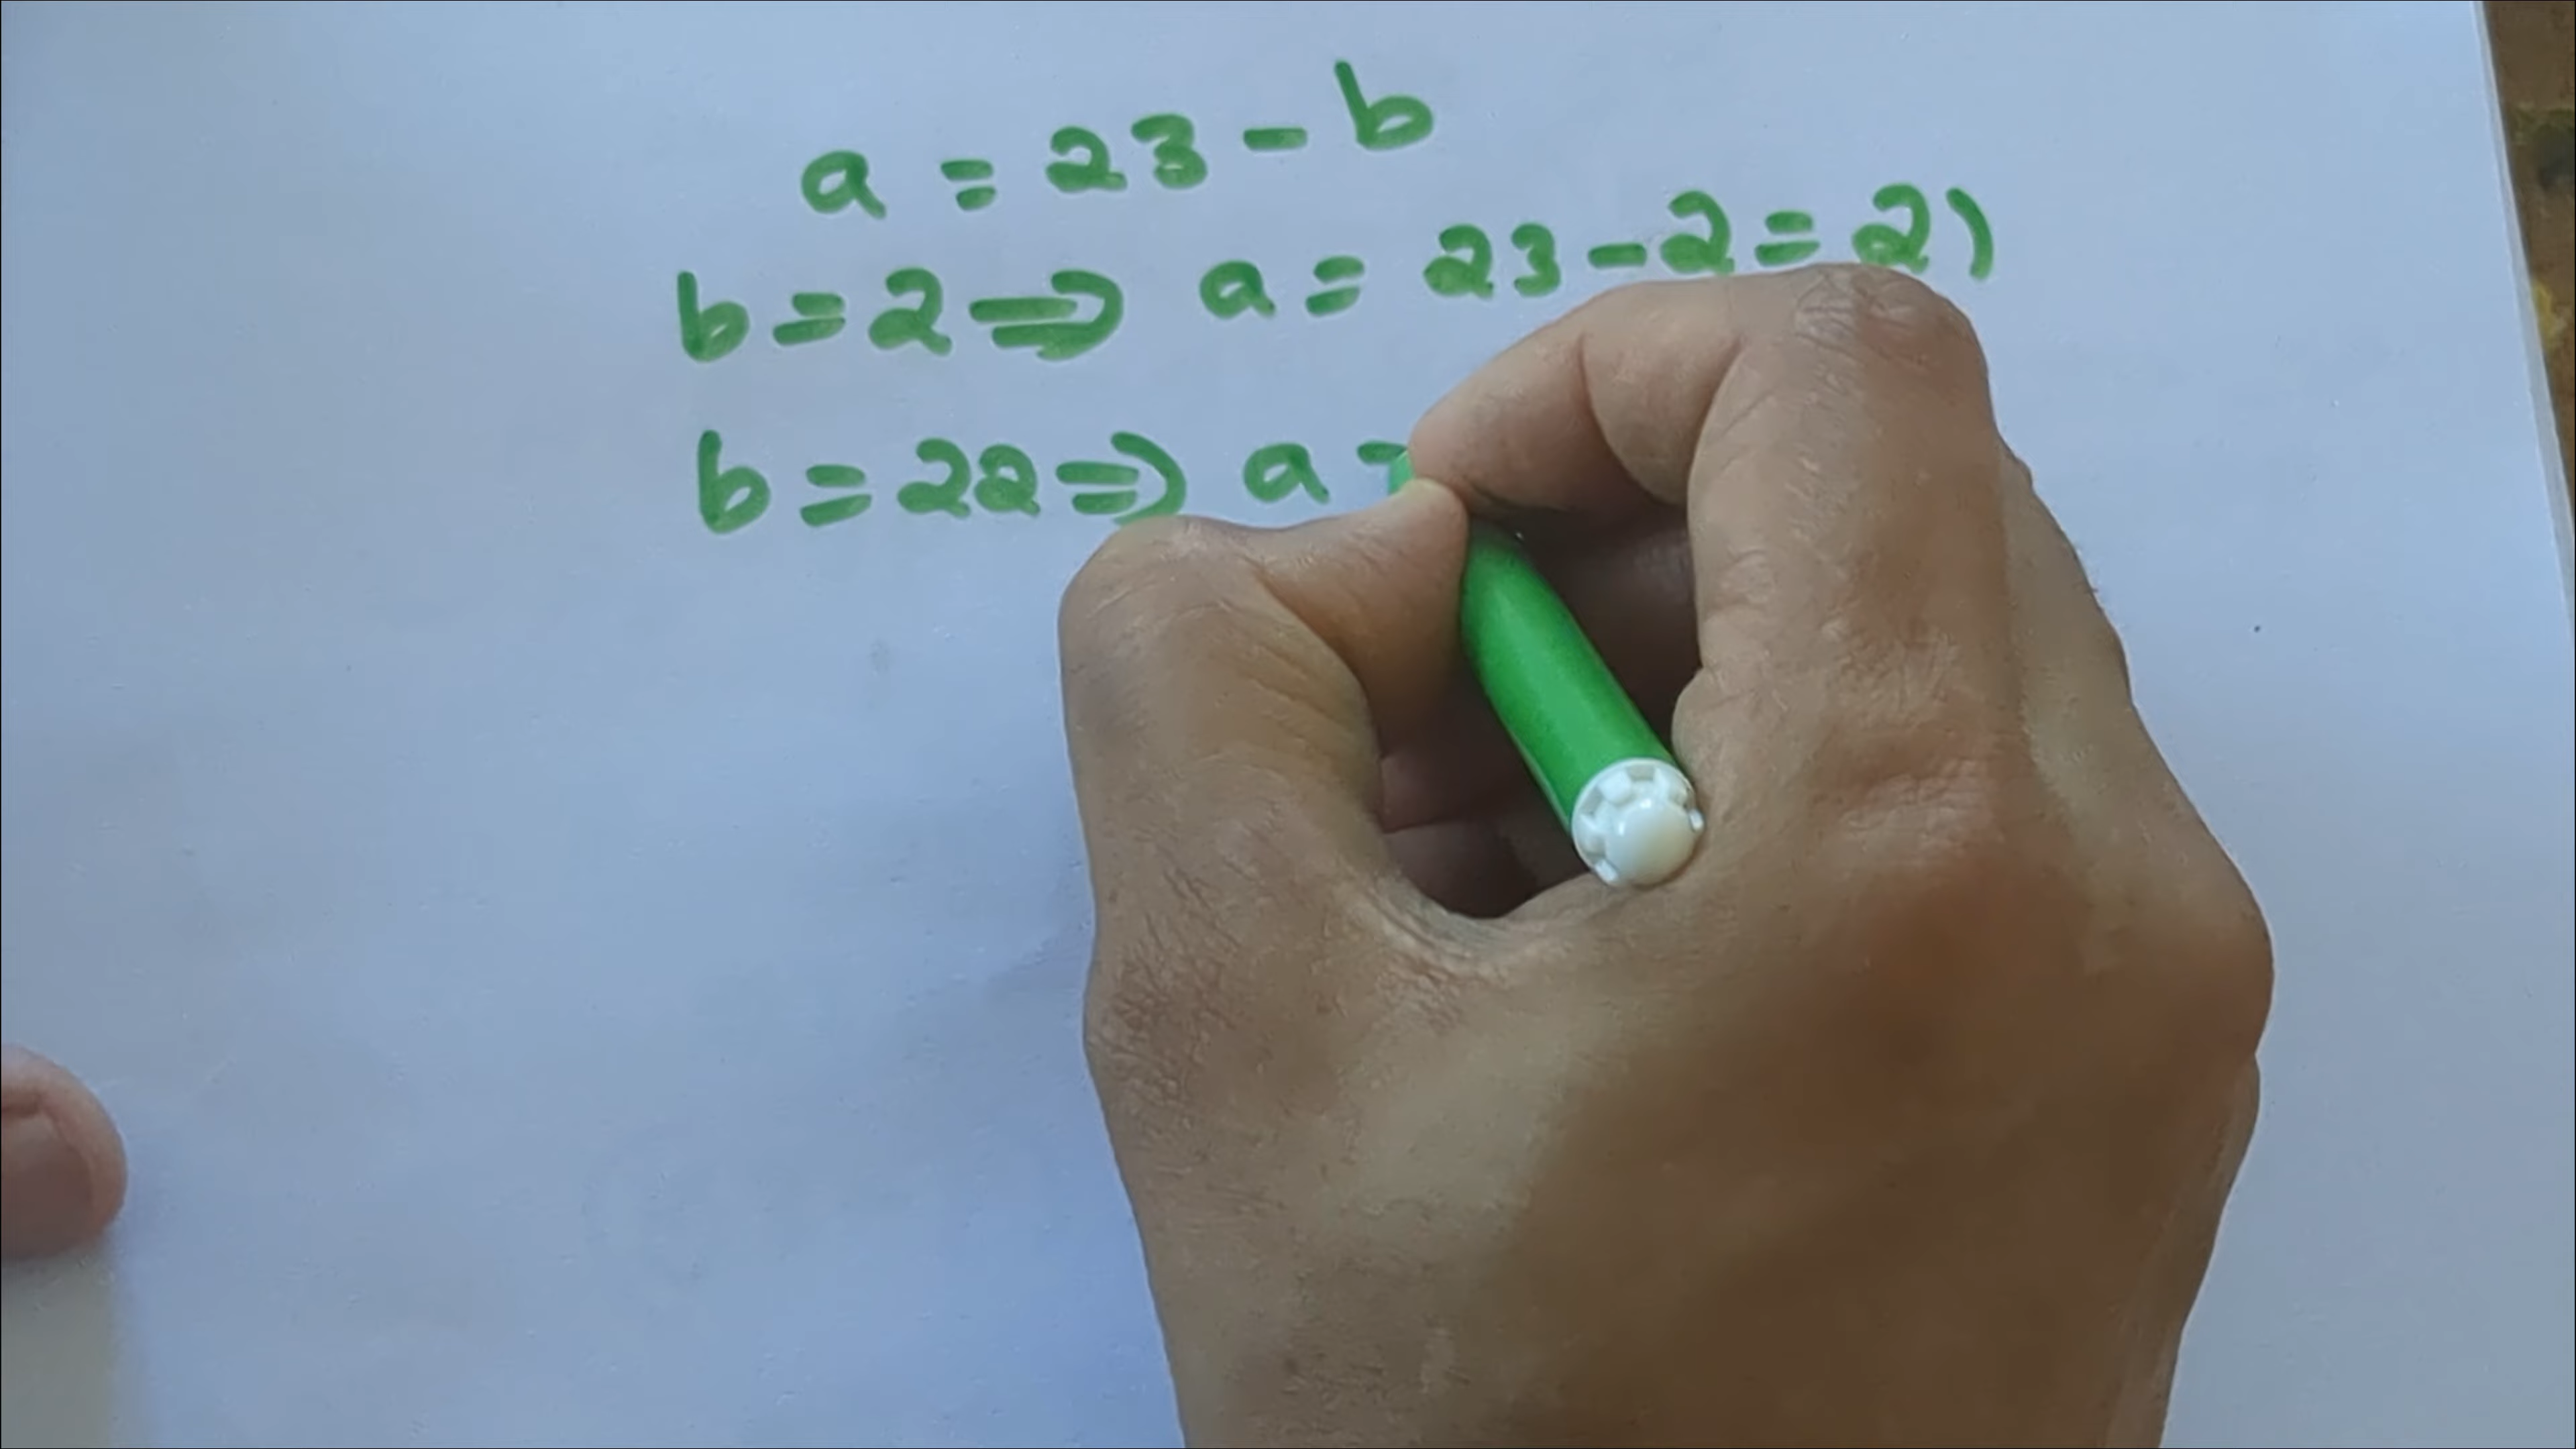 a = 23 - b
b = 2 ⇒ a = 23 - 2 = 21
b = 22 ⇒ a =